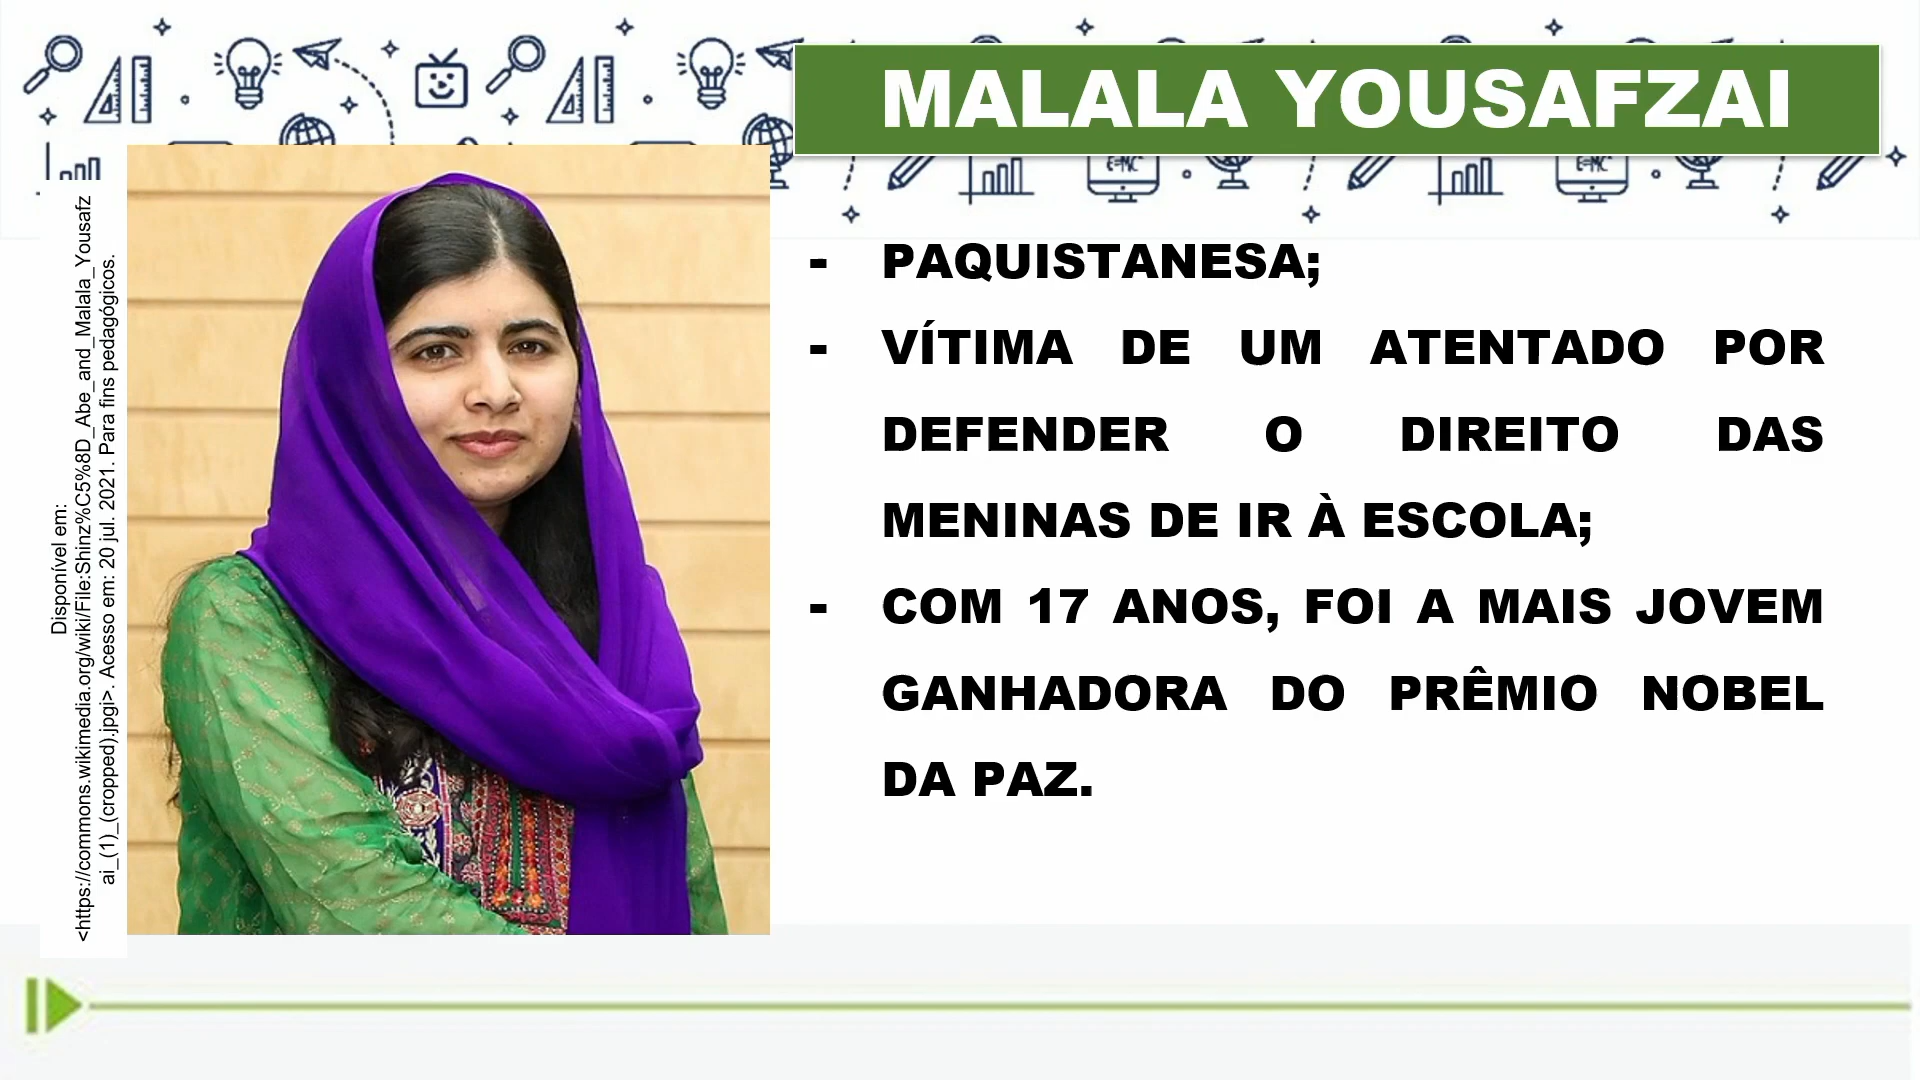 MALALA YOUSAFZAI
- PAQUISTANESA;
- VÍTIMA DE UM ATENTADO POR
DEFENDER O DIREITO DAS
MENINAS DE IR À ESCOLA;
- COM 17 ANOS, FOI A MAIS JOVEM
GANHADORA DO PRÊMIO NOBEL
DA PAZ.
Disponível em:
<https://commons.wikimedia.org/wiki/File:Shinz%C5%8D_Abe_and_Malala_Yousafz
ai_(1)_(cropped).jpgi>. Acesso em: 20 jul. 2021. Para fins pedagógicos.